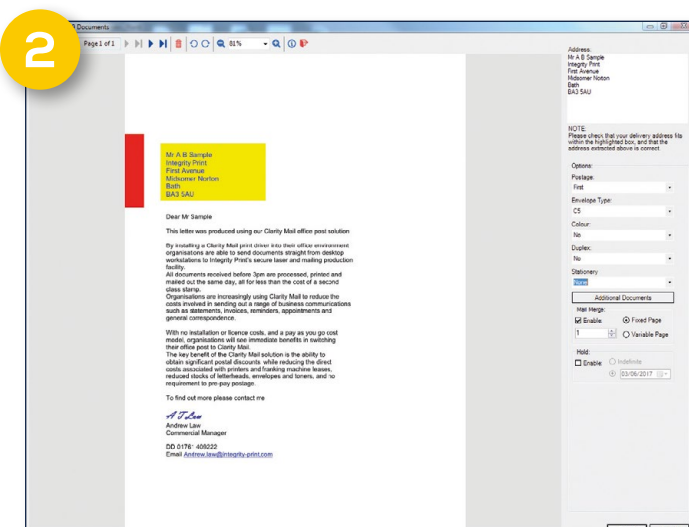 2
Documents
Page 1 of 1
81%
Mr A B Sample
Integrity Print
First Avenue
Midsomer Norton
Bath
BA3 5AU
Dear Mr Sample
This letter was produced using our Clarity Mail office post solution
By installing a Clarity Mail print driver into their office environment
organisations are able to send documents straight from desktop
workstations to Integrity Print's secure laser and mailing production
facility.
All documents received before 3pm are processed, printed and
mailed out the same day, all for less than the cost of a second
class stamp.
Organisations are increasingly using Clarity Mail to reduce the
costs involved in sending out a range of business communications
such as statements, invoices, reminders, appointments and
general correspondence.
With no installation or licence costs, and a pay as you go cost
model, organisations will see immediate benefits in switching
their office post to Clarity Mail.
The key benefit of the Clarity Mail solution is the ability to
obtain significant postal discounts while reducing the direct
costs associated with printers and franking machine leases,
reduced stocks of letterheads, envelopes and toners, and no
requirement to pre-pay postage.
To find out more please contact me
A T Law
Andrew Law
Commercial Manager
DD 01761 409222
Email Andrew.law@integrity-print.com
Address:
Mr A B Sample
Integrity Print
First Avenue
Midsomer Norton
Bath
BA3 5AU
NOTE:
Please check that your delivery address fits
within the highlighted box, and that the
address extracted above is correct.
Options:
Postage:
First
Envelope Type:
C5
Colour:
No
Duplex:
No
Stationery
None
Additional Documents
Mail Merge:
Enable
Fixed Page
1
Variable Page
Hold:
Enable
Indefinite
03/06/2017